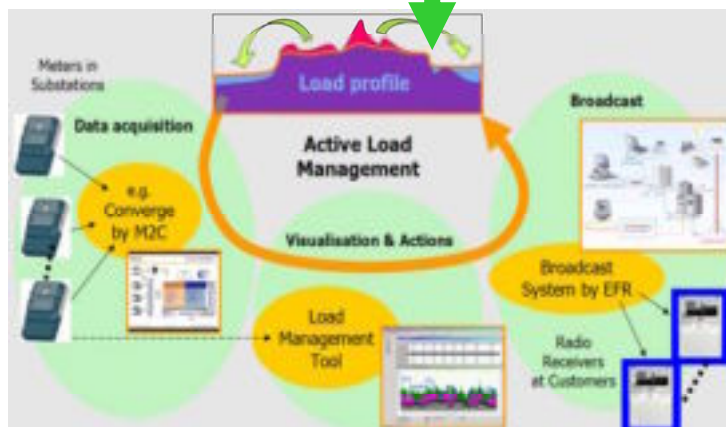 Meters in
Substations
Data acquisition
e.g.
Converge
by M2C
Load profile
Active Load
Management
Visualisation & Actions
Load
Management
Tool
Broadcast
Broadcast
System by EFR
Radio
Receivers
at Customers